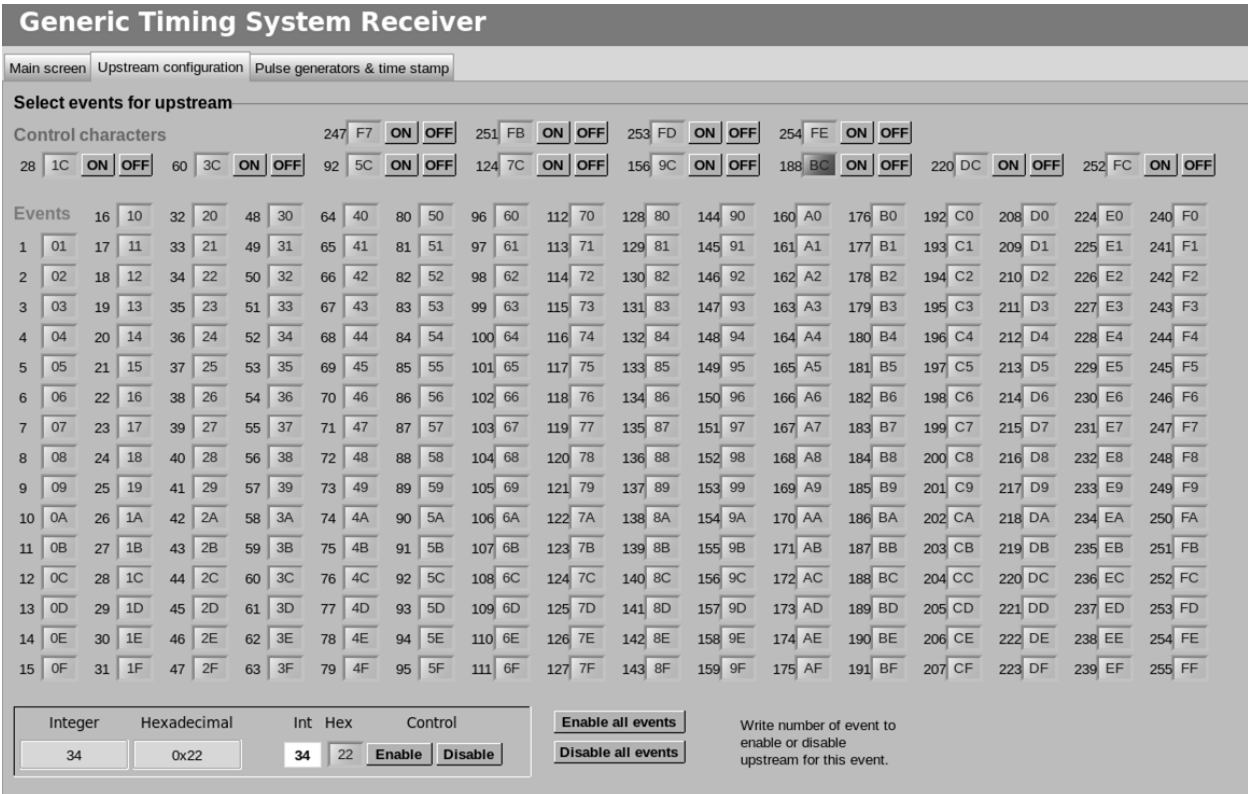 Generic Timing System Receiver
Main screen Upstream configuration Pulse generators & time stamp
Select events for upstream
Control characters 247 F7 ON OFF 251 FB ON OFF 253 FD ON OFF 254 FE ON OFF
28 1C ON OFF 60 3C ON OFF 92 5C ON OFF 124 7C ON OFF 156 9C ON OFF 188 BC ON OFF 220 DC ON OFF 252 FC ON OFF
Events 16 10 32 20 48 30 64 40 80 50 96 60 112 70 128 80 144 90 160 A0 176 B0 192 C0 208 D0 224 E0 240 F0
1 01 17 11 33 21 49 31 65 41 81 51 97 61 113 71 129 81 145 91 161 A1 177 B1 193 C1 209 D1 225 E1 241 F1
2 02 18 12 34 22 50 32 66 42 82 52 98 62 114 72 130 82 146 92 162 A2 178 B2 194 C2 210 D2 226 E2 242 F2
3 03 19 13 35 23 51 33 67 43 83 53 99 63 115 73 131 83 147 93 163 A3 179 B3 195 C3 211 D3 227 E3 243 F3
4 04 20 14 36 24 52 34 68 44 84 54 100 64 116 74 132 84 148 94 164 A4 180 B4 196 C4 212 D4 228 E4 244 F4
5 05 21 15 37 25 53 35 69 45 85 55 101 65 117 75 133 85 149 95 165 A5 181 B5 197 C5 213 D5 229 E5 245 F5
6 06 22 16 38 26 54 36 70 46 86 56 102 66 118 76 134 86 150 96 166 A6 182 B6 198 C6 214 D6 230 E6 246 F6
7 07 23 17 39 27 55 37 71 47 87 57 103 67 119 77 135 87 151 97 167 A7 183 B7 199 C7 215 D7 231 E7 247 F7
8 08 24 18 40 28 56 38 72 48 88 58 104 68 120 78 136 88 152 98 168 A8 184 B8 200 C8 216 D8 232 E8 248 F8
9 09 25 19 41 29 57 39 73 49 89 59 105 69 121 79 137 89 153 99 169 A9 185 B9 201 C9 217 D9 233 E9 249 F9
10 0A 26 1A 42 2A 58 3A 74 4A 90 5A 106 6A 122 7A 138 8A 154 9A 170 AA 186 BA 202 CA 218 DA 234 EA 250 FA
11 0B 27 1B 43 2B 59 3B 75 4B 91 5B 107 6B 123 7B 139 8B 155 9B 171 AB 187 BB 203 CB 219 DB 235 EB 251 FB
12 0C 28 1C 44 2C 60 3C 76 4C 92 5C 108 6C 124 7C 140 8C 156 9C 172 AC 188 BC 204 CC 220 DC 236 EC 252 FC
13 0D 29 1D 45 2D 61 3D 77 4D 93 5D 109 6D 125 7D 141 8D 157 9D 173 AD 189 BD 205 CD 221 DD 237 ED 253 FD
14 0E 30 1E 46 2E 62 3E 78 4E 94 5E 110 6E 126 7E 142 8E 158 9E 174 AE 190 BE 206 CE 222 DE 238 EE 254 FE
15 0F 31 1F 47 2F 63 3F 79 4F 95 5F 111 6F 127 7F 143 8F 159 9F 175 AF 191 BF 207 CF 223 DF 239 EF 255 FF
Integer Hexadecimal Int Hex Control
34 0x22 34 22 Enable Disable
Enable all events
Disable all events
Write number of event to
enable or disable
upstream for this event.